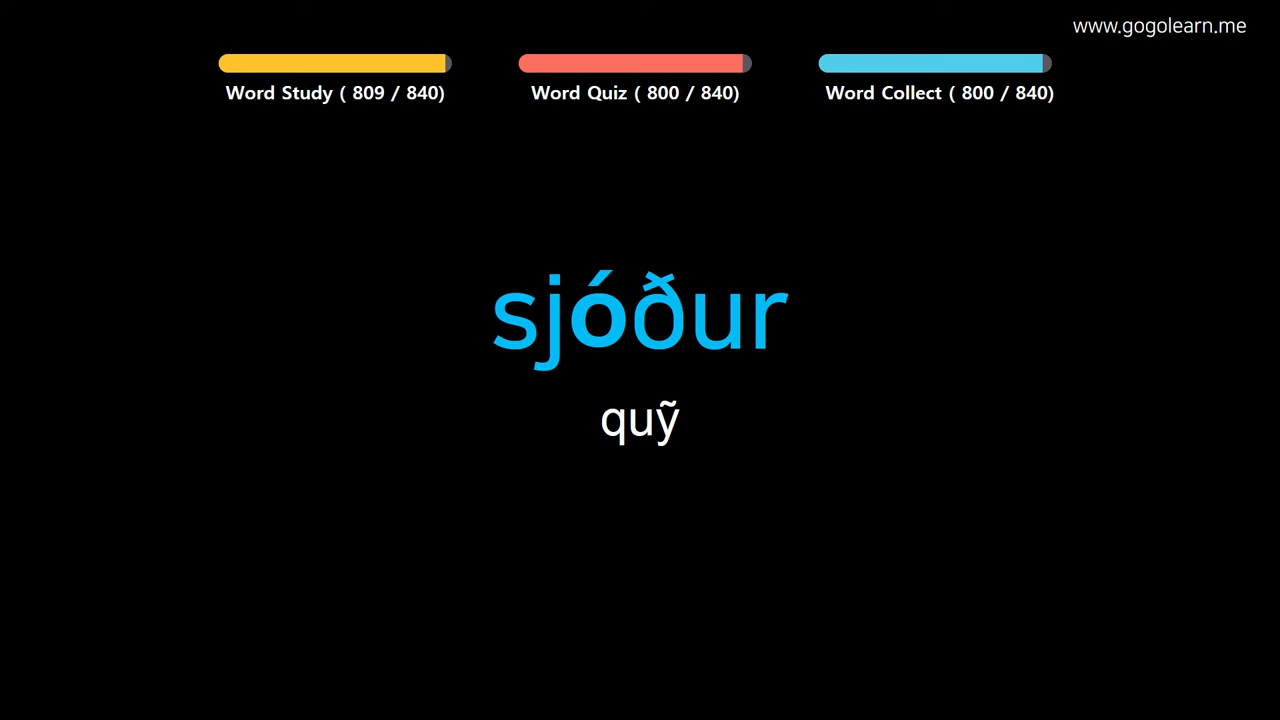 www.gogolearn.me
Word Study ( 809 / 840)
Word Quiz ( 800 / 840)
Word Collect ( 800 / 840)
sjóður
quỹ